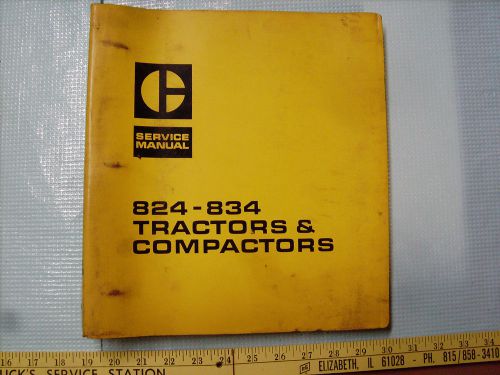 SERVICE
MANUAL
824-834
TRACTORS &
COMPACTORS
16 17 18 19 20 21 22 23 24 25 26 27 28 29 30 31 32 33 34
CK'S SERVICE STATION
ELIZABETH, IL 61028 - PH. 815/858-3410